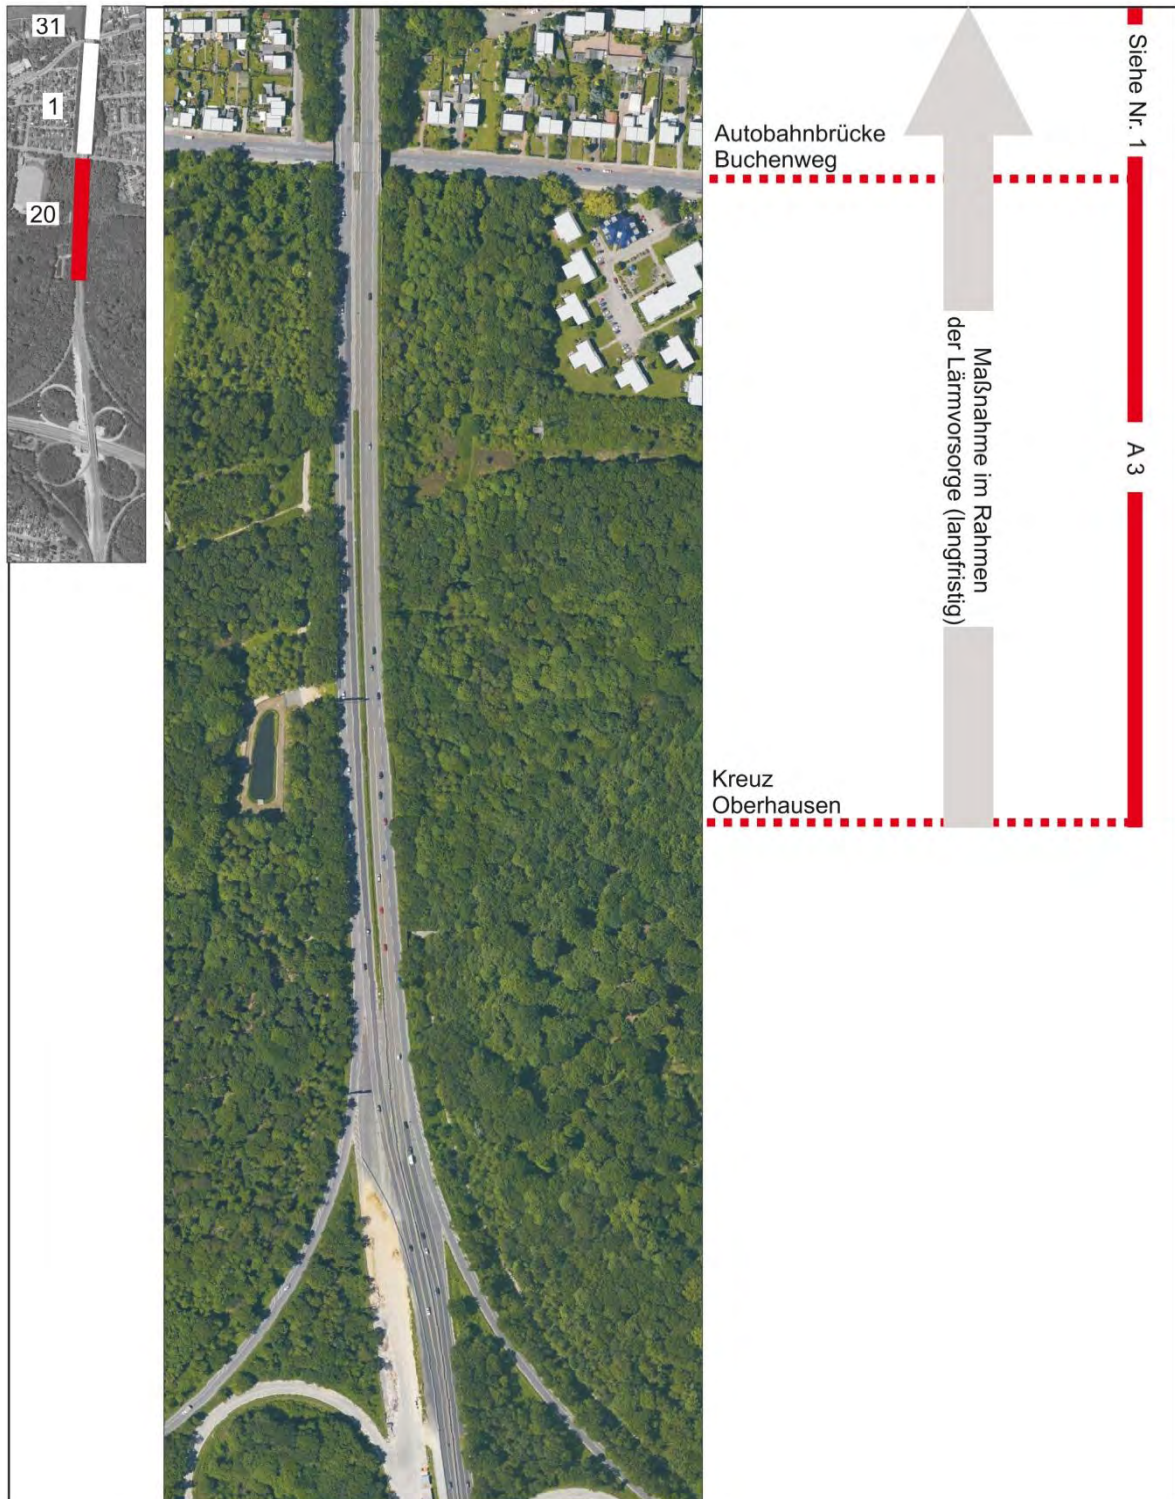 31
1
20
Autobahnbrücke
Buchenweg
Siehe Nr. 1
Maßnahme im Rahmen
der Lärmvorsorge (langfristig)
A 3
Kreuz
Oberhausen